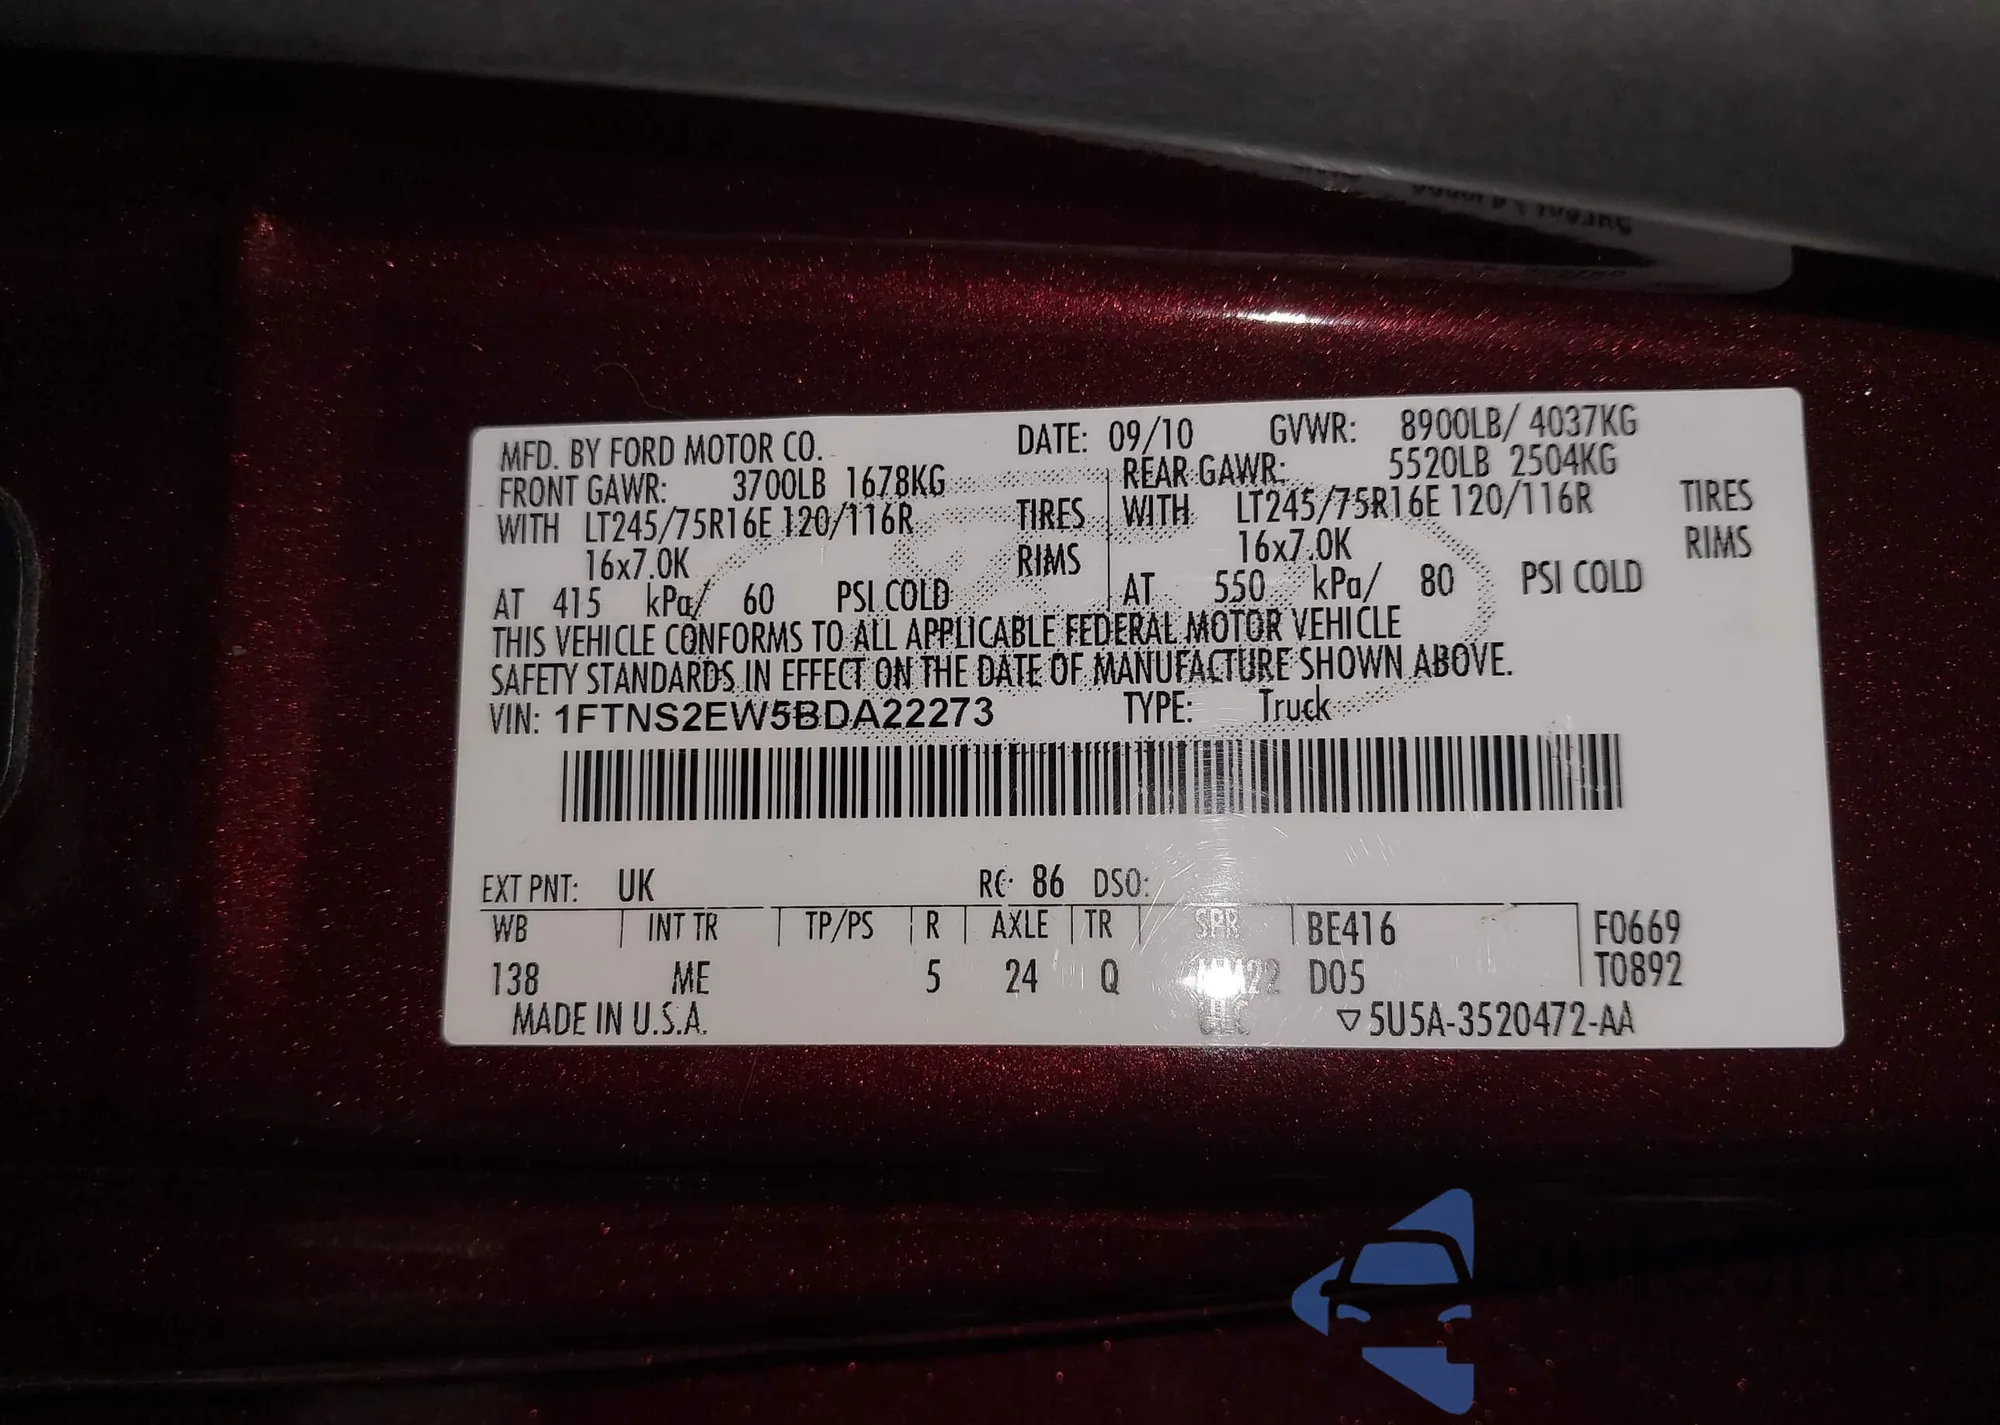 MFD. BY FORD MOTOR CO. DATE: 09/10 GVWR: 8900LB/ 4037KG
FRONT GAWR: 3700LB 1678KG REAR GAWR: 5520LB 2504KG
WITH LT245/75R16E 120/116R TIRES WITH LT245/75R16E 120/116R TIRES
16x7.0K RIMS 16x7.0K RIMS
AT 415 kPa/ 60 PSI COLD AT 550 kPa/ 80 PSI COLD
THIS VEHICLE CONFORMS TO ALL APPLICABLE FEDERAL MOTOR VEHICLE
SAFETY STANDARDS IN EFFECT ON THE DATE OF MANUFACTURE SHOWN ABOVE.
VIN: 1FTNS2EW5BDA22273 TYPE: Truck
EXT PNT: UK RC: 86 DSO:
WB INT TR TP/PS R AXLE TR SPR BE416 F0669
138 ME 5 24 Q D05 T0892
MADE IN U.S.A. ▽5U5A-3520472-AA